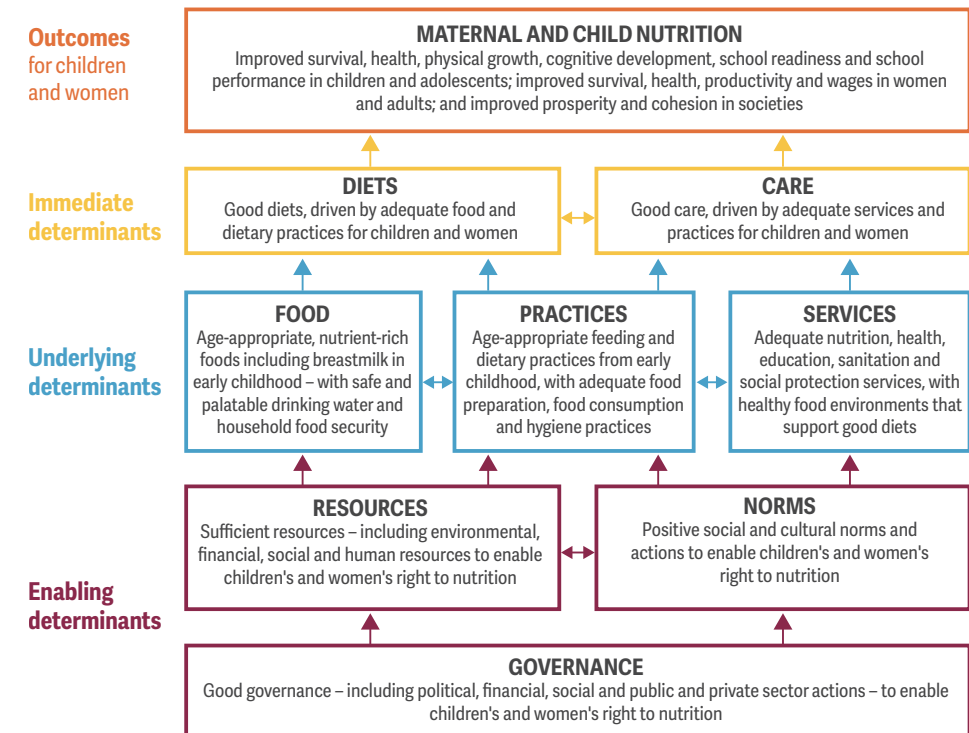 Outcomes
for children
and women
MATERNAL AND CHILD NUTRITION
Improved survival, health, physical growth, cognitive development, school readiness and school
performance in children and adolescents; improved survival, health, productivity and wages in women
and adults; and improved prosperity and cohesion in societies
Immediate
determinants
DIETS
Good diets, driven by adequate food and
dietary practices for children and women
CARE
Good care, driven by adequate services and
practices for children and women
Underlying
determinants
FOOD
Age-appropriate, nutrient-rich
foods including breastmilk in
early childhood – with safe and
palatable drinking water and
household food security
PRACTICES
Age-appropriate feeding and
dietary practices from early
childhood, with adequate food
preparation, food consumption
and hygiene practices
SERVICES
Adequate nutrition, health,
education, sanitation and
social protection services, with
healthy food environments that
support good diets
Enabling
determinants
RESOURCES
Sufficient resources – including environmental,
financial, social and human resources to enable
children's and women's right to nutrition
NORMS
Positive social and cultural norms and
actions to enable children's and women's
right to nutrition
GOVERNANCE
Good governance – including political, financial, social and public and private sector actions – to enable
children's and women's right to nutrition